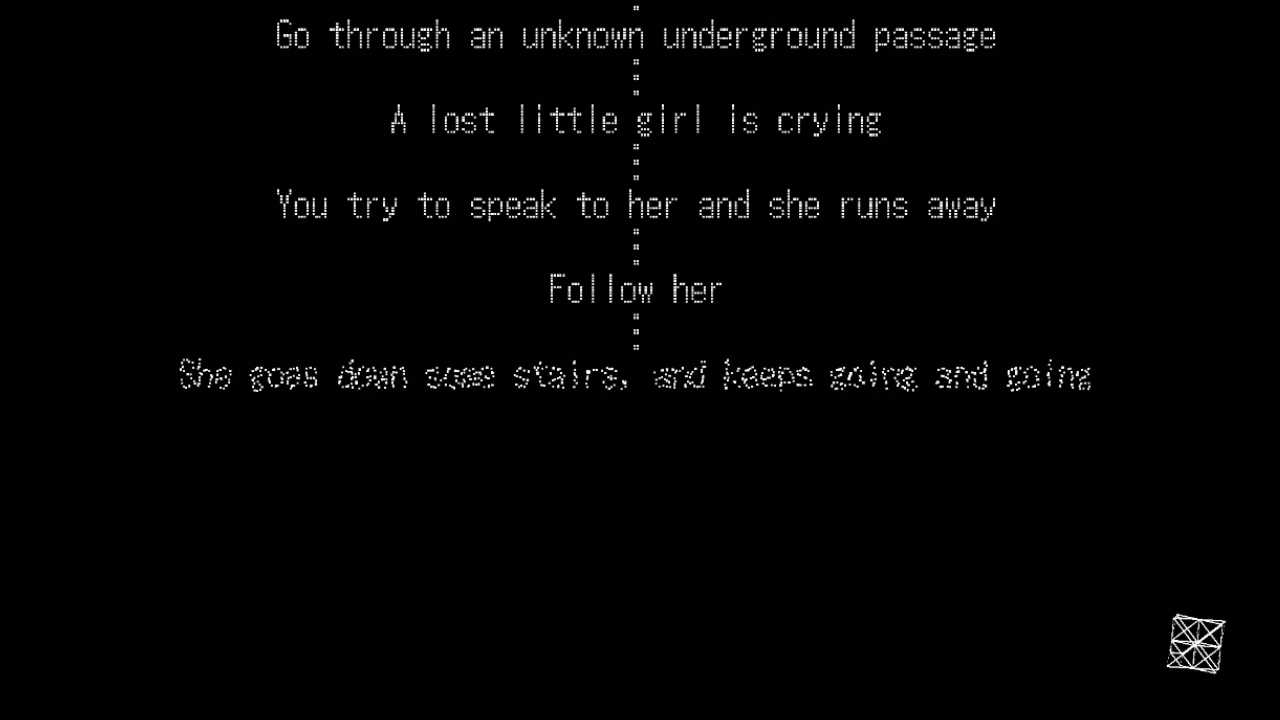 Go through an unknown underground passage
A lost little girl is crying
You try to speak to her and she runs away
Follow her
She goes down some stairs, and keeps going and going